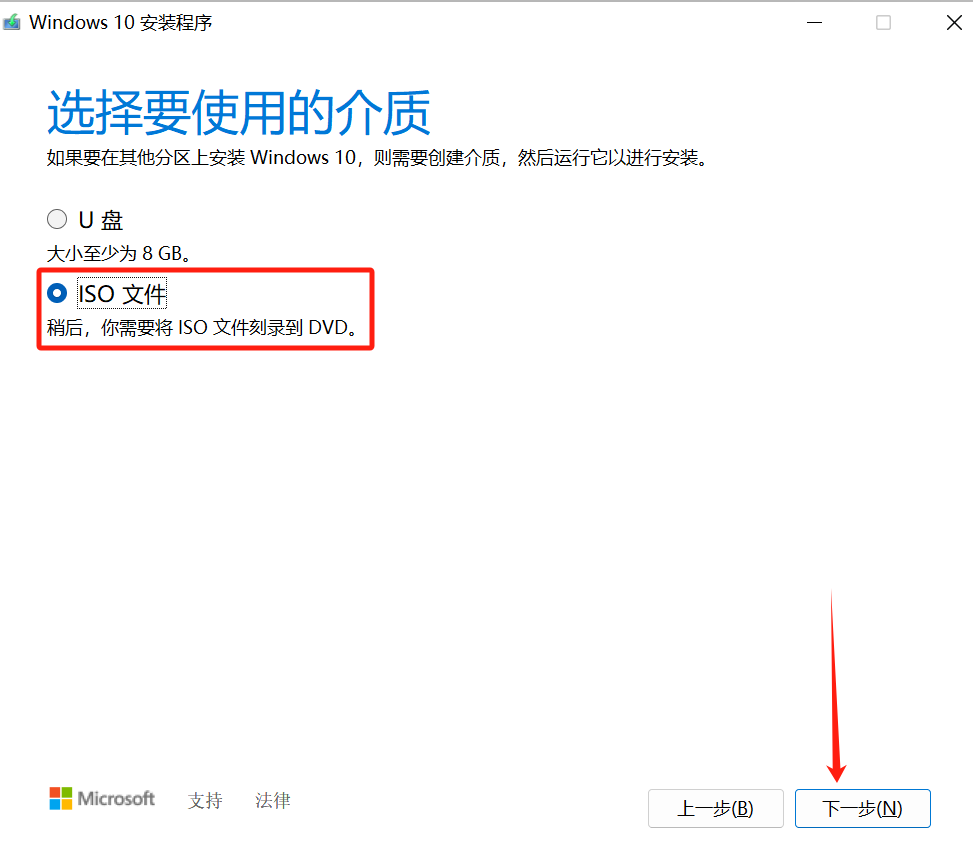 Windows 10 安装程序
选择要使用的介质
如果要在其他分区上安装 Windows 10，则需要创建介质，然后运行它以进行安装。
U 盘
大小至少为 8 GB。
ISO 文件
稍后，你需要将 ISO 文件刻录到 DVD。
Microsoft 支持 法律 上一步(B) 下一步(N)